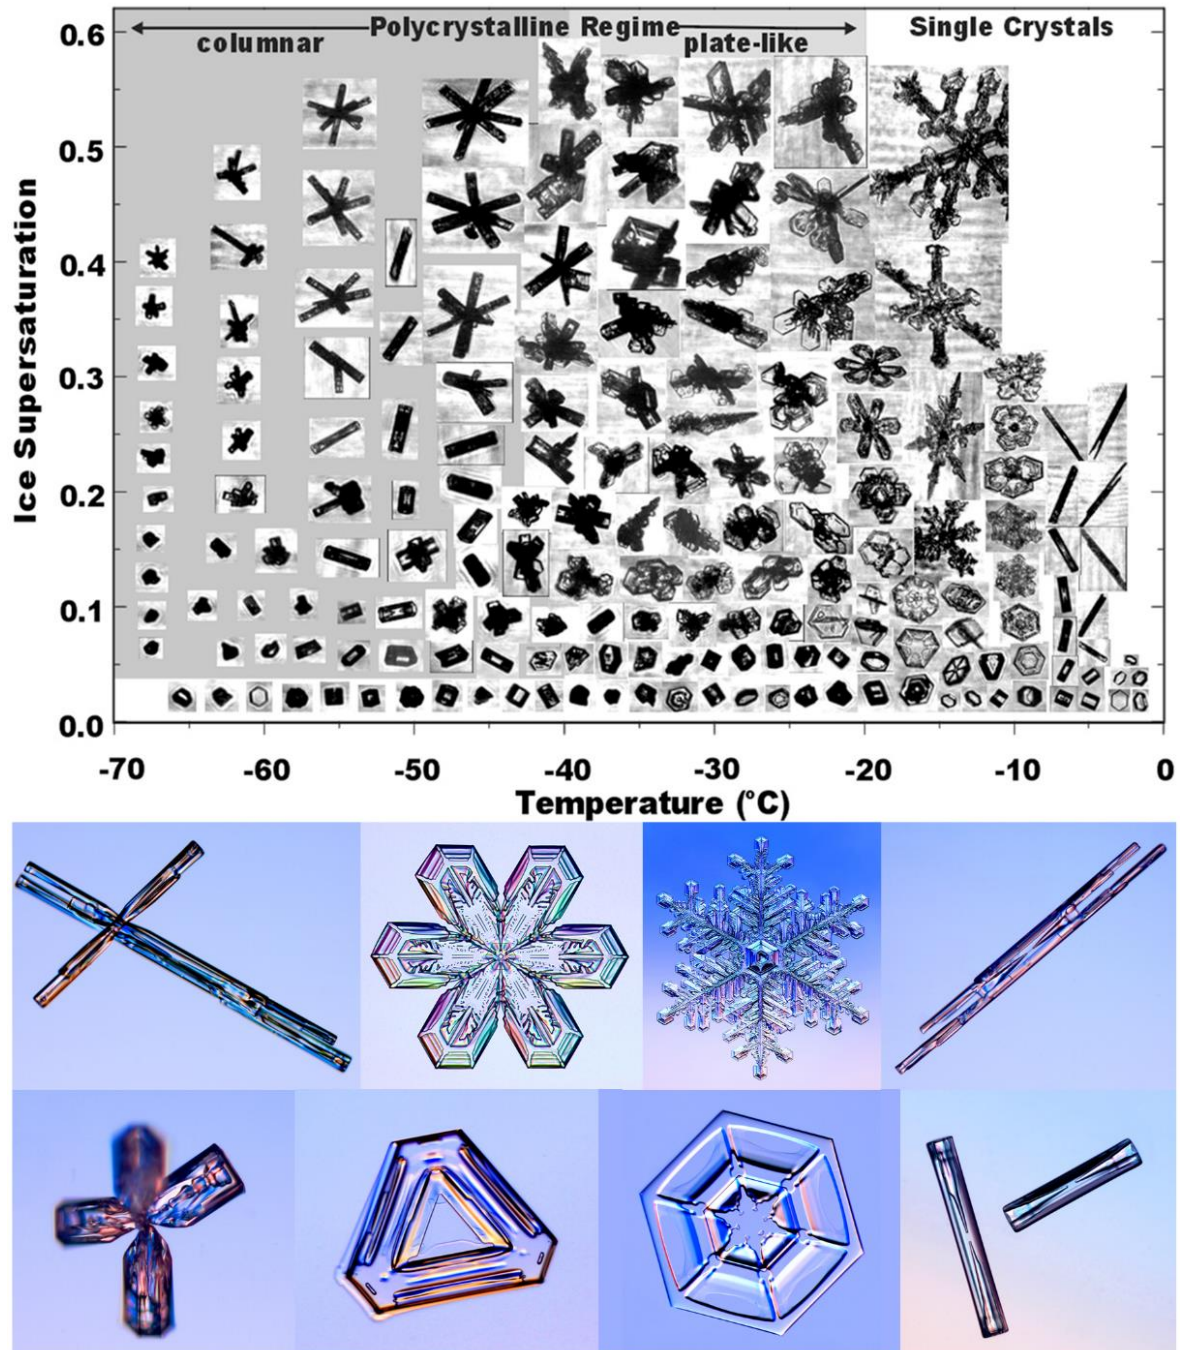 Polycrystalline Regime
Single Crystals
columnar
plate-like
0.6
0.5
0.4
0.3
0.2
0.1
0.0
Ice Supersaturation
-70
-60
-50
-40
-30
-20
-10
0
Temperature (°C)